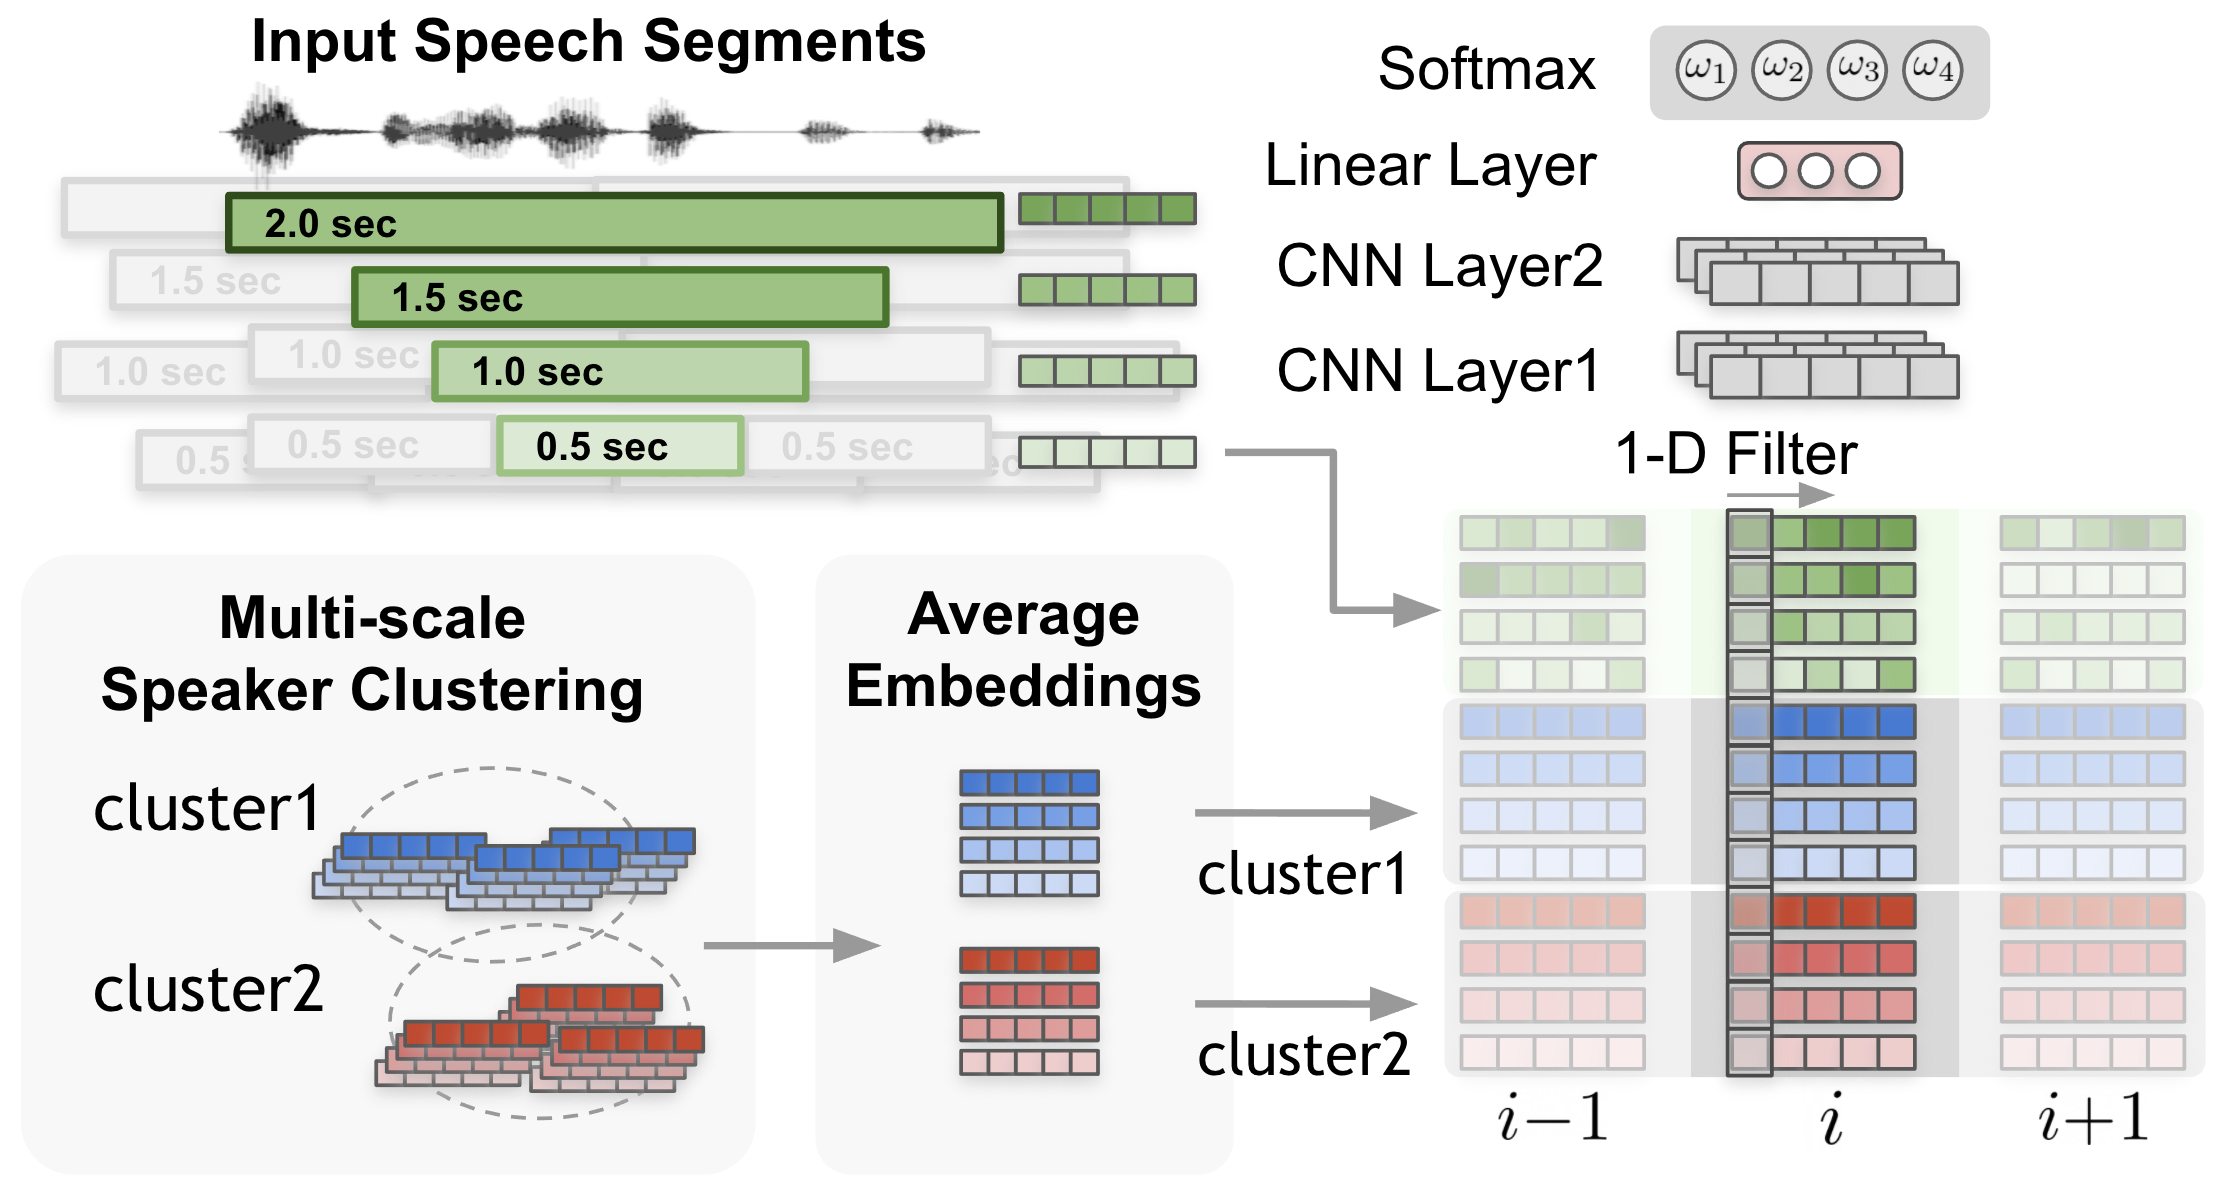 Input Speech Segments
2.0 sec
1.5 sec
1.5 sec
1.0 sec
1.0 sec
1.0 sec
0.5 sec
0.5 sec
0.5
0.5 sec
Softmax
ω1 ω2 ω3 ω4
Linear Layer
CNN Layer2
CNN Layer1
1-D Filter
Multi-scale
Speaker Clustering
cluster1
cluster2
Average
Embeddings
cluster1
cluster2
i−1
i
i+1